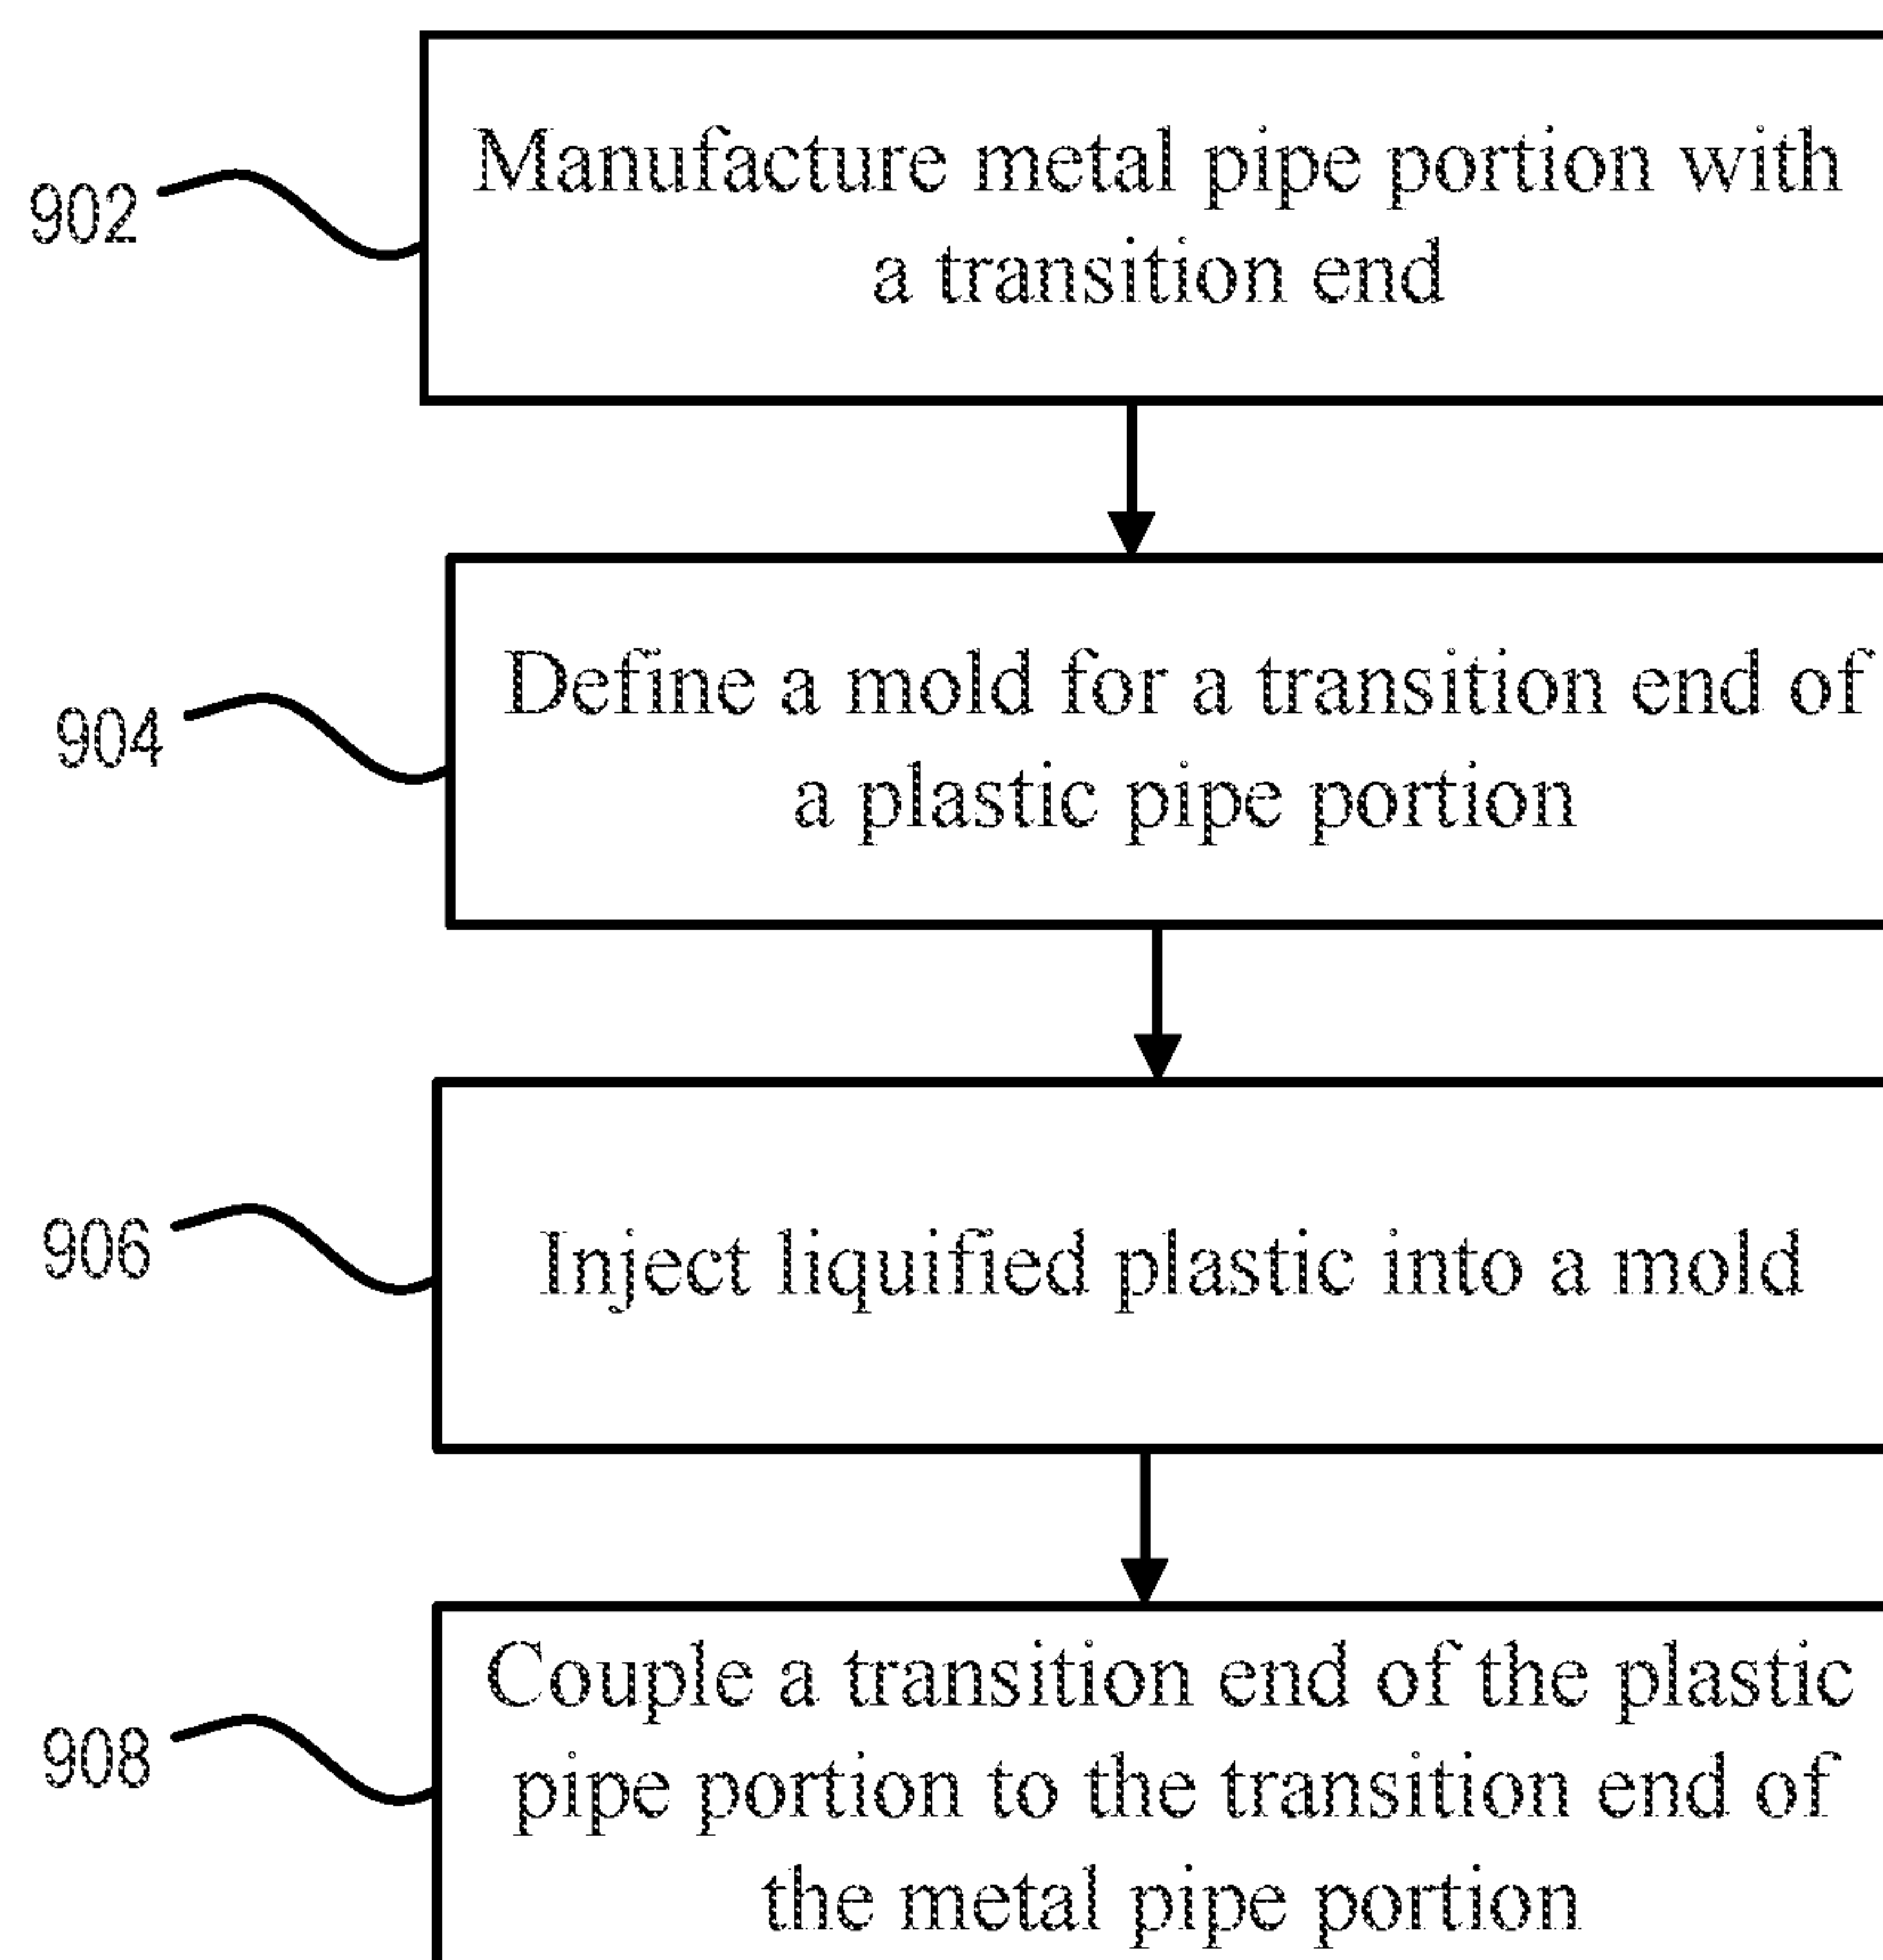 902
Manufacture metal pipe portion with
a transition end
904
Define a mold for a transition end of
a plastic pipe portion
906
Inject liquified plastic into a mold
908
Couple a transition end of the plastic
pipe portion to the transition end of
the metal pipe portion